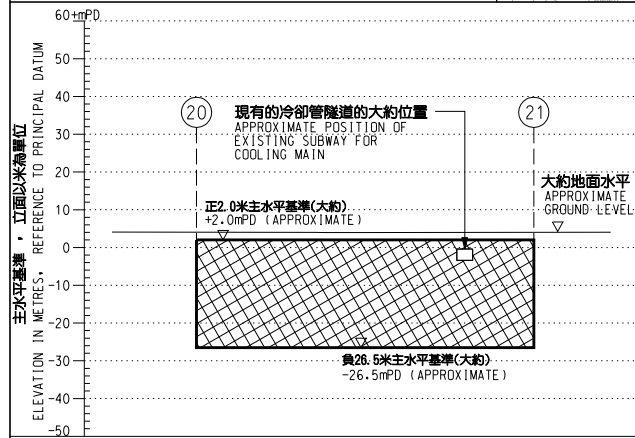 60+mPD
50
40
30
20
10
0
-10
-20
-30
-40
-50
主水平基準，立面以米為單位
ELEVATION IN METRES, REFERENCE TO PRINCIPAL DATUM
20
21
現有的冷卻管隧道的大約位置
APPROXIMATE POSITION OF
EXISTING SUBWAY FOR
COOLING MAIN
大約地面水平
APPROXIMATE
GROUND LEVEL
正2.0米主水平基準(大約)
+2.0mPD (APPROXIMATE)
負26.5米主水平基準(大約)
-26.5mPD (APPROXIMATE)